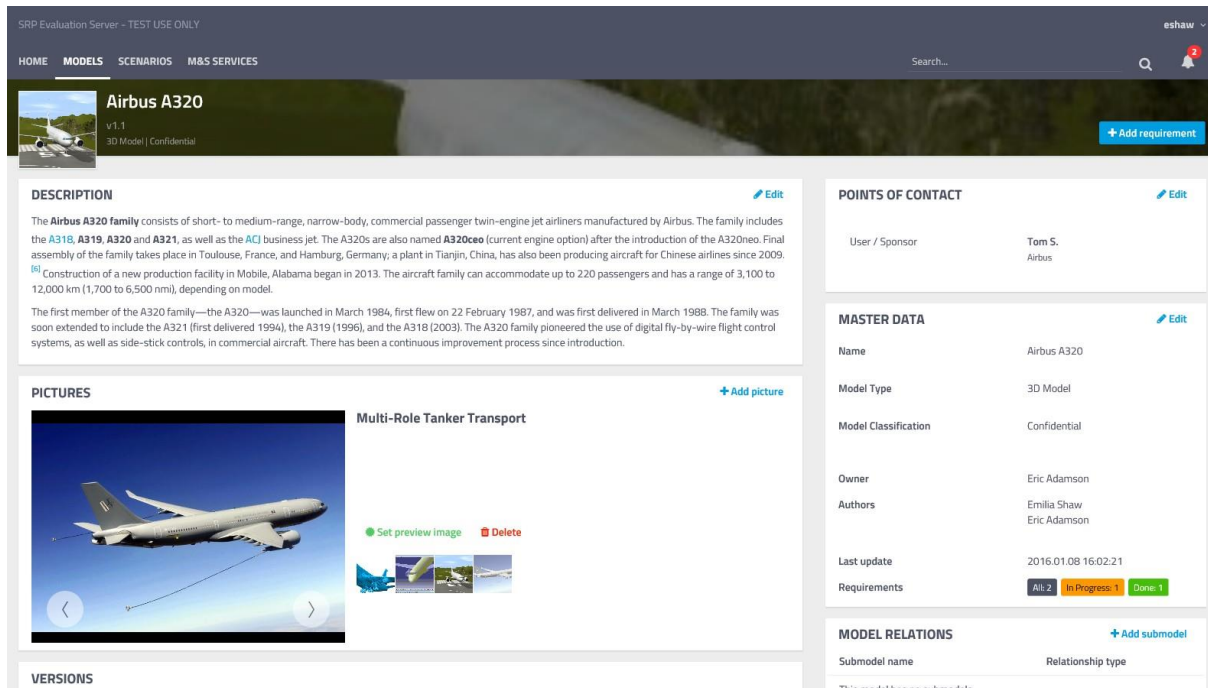 SRP Evaluation Server - TEST USE ONLY
eshaw
HOME MODELS SCENARIOS M&S SERVICES
Search...
2
Airbus A320
v1.1
3D Model | Confidential
+ Add requirement
DESCRIPTION
Edit
The Airbus A320 family consists of short- to medium-range, narrow-body, commercial passenger twin-engine jet airliners manufactured by Airbus. The family includes
the A318, A319, A320 and A321, as well as the ACJ business jet. The A320s are also named A320ceo (current engine option) after the introduction of the A320neo. Final
assembly of the family takes place in Toulouse, France, and Hamburg, Germany; a plant in Tianjin, China, has also been producing aircraft for Chinese airlines since 2009.
[6] Construction of a new production facility in Mobile, Alabama began in 2013. The aircraft family can accommodate up to 220 passengers and has a range of 3,100 to
12,000 km (1,700 to 6,500 nmi), depending on model.
The first member of the A320 family—the A320—was launched in March 1984, first flew on 22 February 1987, and was first delivered in March 1988. The family was
soon extended to include the A321 (first delivered 1994), the A319 (1996), and the A318 (2003). The A320 family pioneered the use of digital fly-by-wire flight control
systems, as well as side-stick controls, in commercial aircraft. There has been a continuous improvement process since introduction.
PICTURES
+ Add picture
Multi-Role Tanker Transport
Set preview image Delete
VERSIONS
POINTS OF CONTACT
Edit
User / Sponsor Tom S.
Airbus
MASTER DATA
Edit
Name Airbus A320
Model Type 3D Model
Model Classification Confidential
Owner Eric Adamson
Authors Emilia Shaw
Eric Adamson
Last update 2016.01.08 16:02:21
Requirements All: 2 In Progress: 1 Done: 1
MODEL RELATIONS
+ Add submodel
Submodel name Relationship type
This model has no submodels